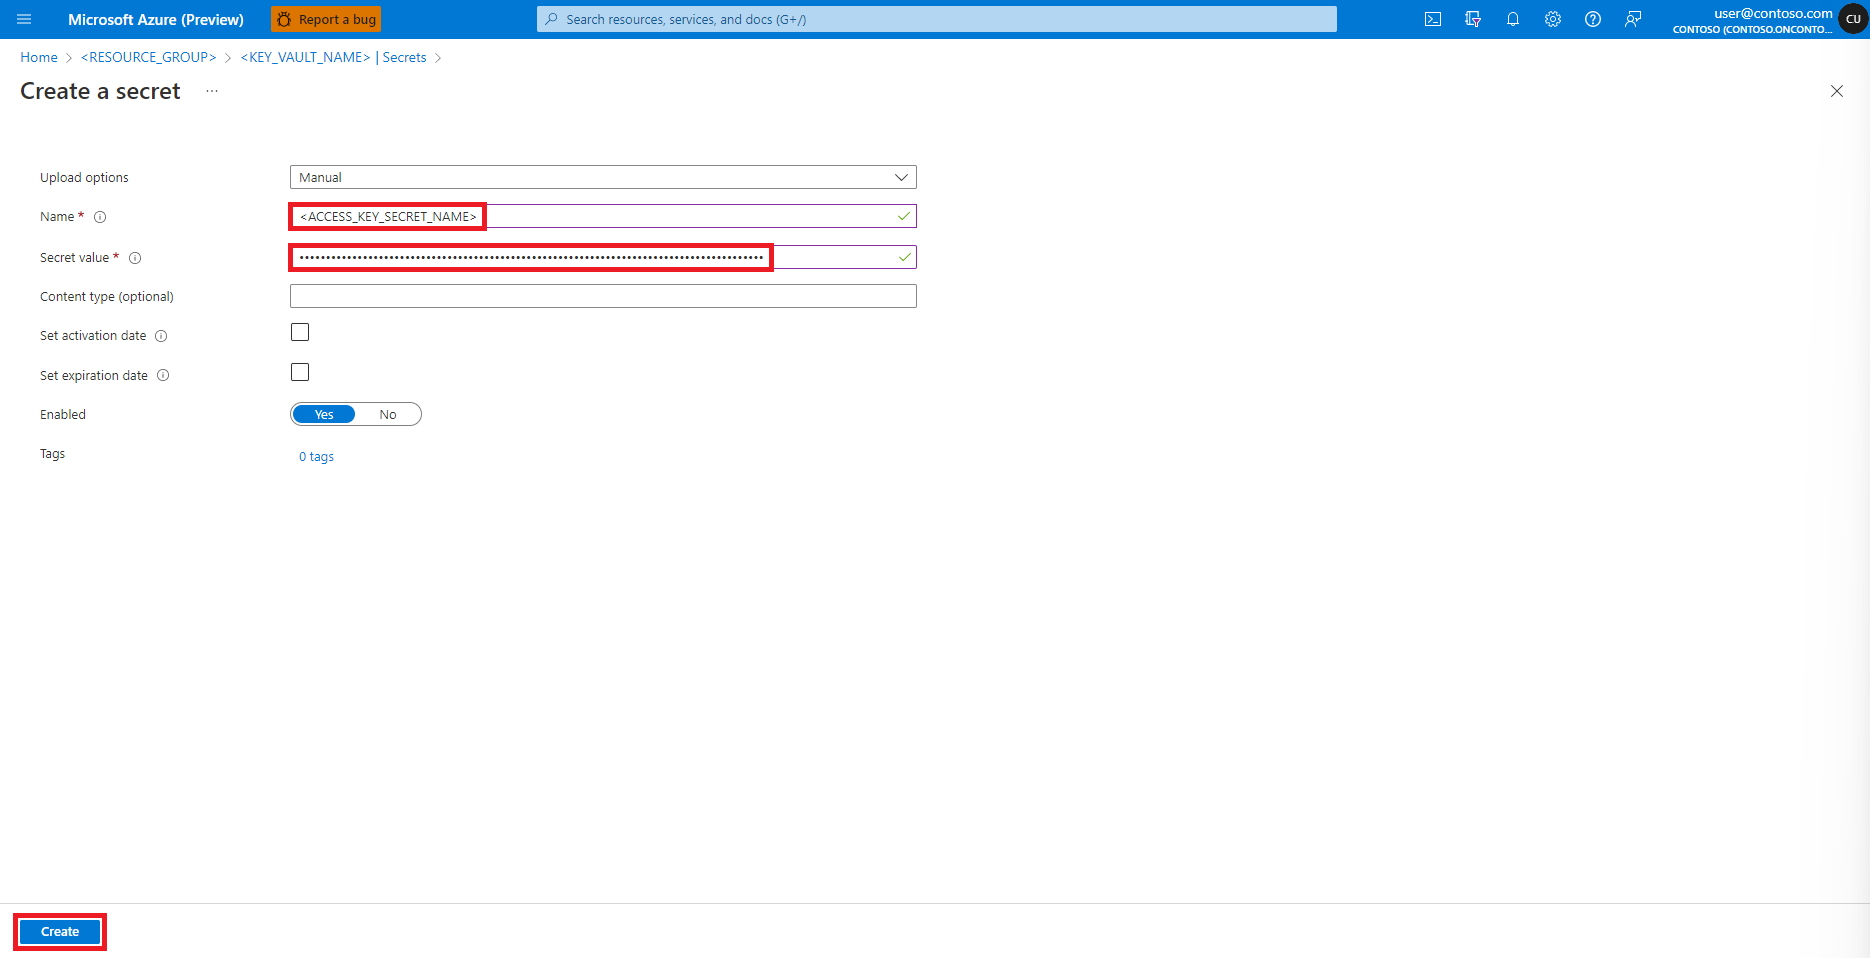 Microsoft Azure (Preview)
Report a bug
Search resources, services, and docs (G+/)
user@contoso.com
CONTOSO (CONTOSO.ONCONTO...
CU
Home > <RESOURCE_GROUP> > <KEY_VAULT_NAME> | Secrets >
Create a secret ...
Upload options
Manual
Name *
<ACCESS_KEY_SECRET_NAME>
Secret value *
Content type (optional)
Set activation date
Set expiration date
Enabled
Yes No
Tags
0 tags
Create